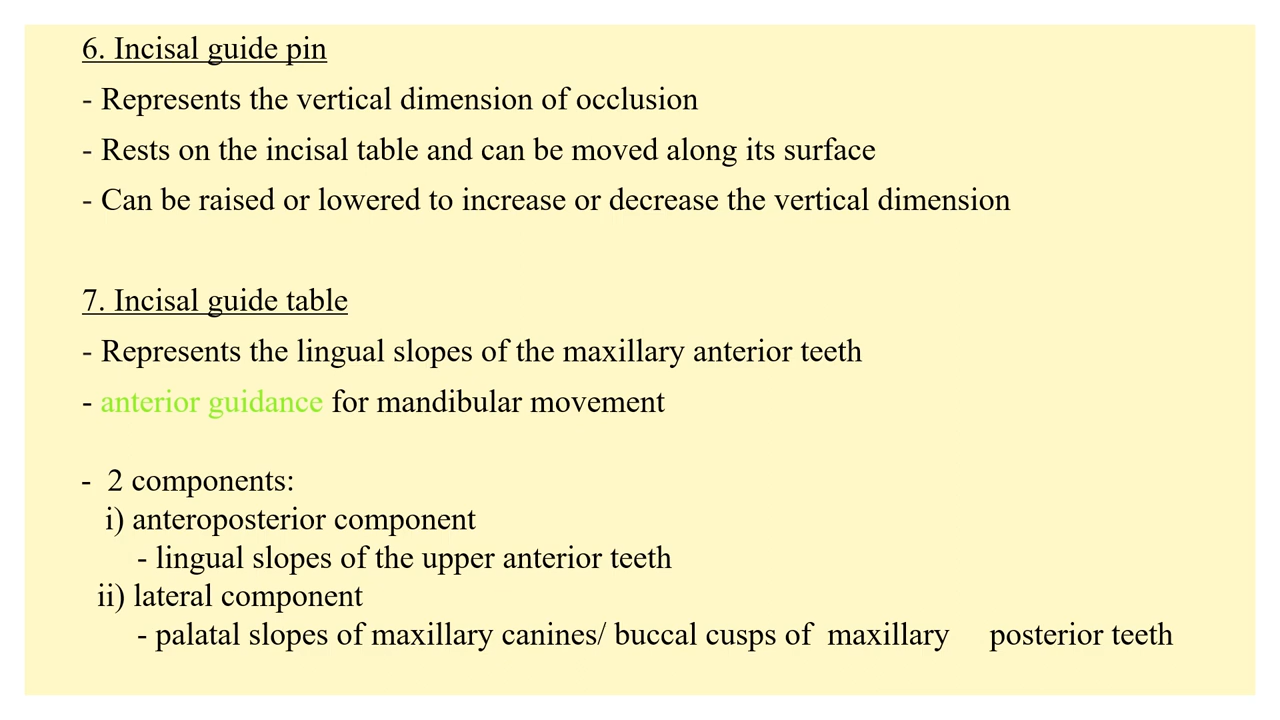 6. Incisal guide pin
- Represents the vertical dimension of occlusion
- Rests on the incisal table and can be moved along its surface
- Can be raised or lowered to increase or decrease the vertical dimension
7. Incisal guide table
- Represents the lingual slopes of the maxillary anterior teeth
- anterior guidance for mandibular movement
- 2 components:
i) anteroposterior component
- lingual slopes of the upper anterior teeth
ii) lateral component
- palatal slopes of maxillary canines/ buccal cusps of maxillary posterior teeth